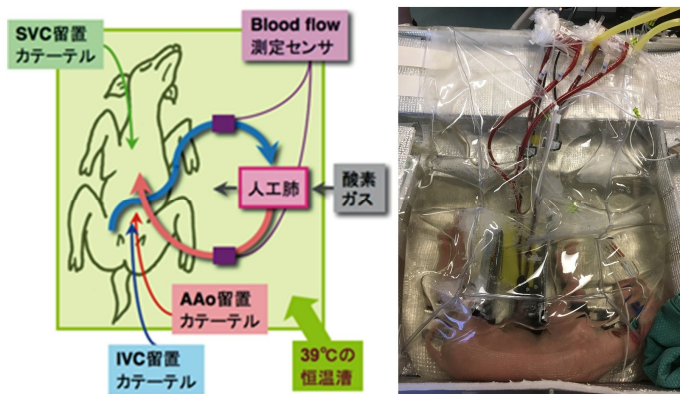 SVC留置
カテーテル
Blood flow
測定センサ
人工肺
酸素
ガス
AAo留置
カテーテル
IVC留置
カテーテル
39℃の
恒温漕